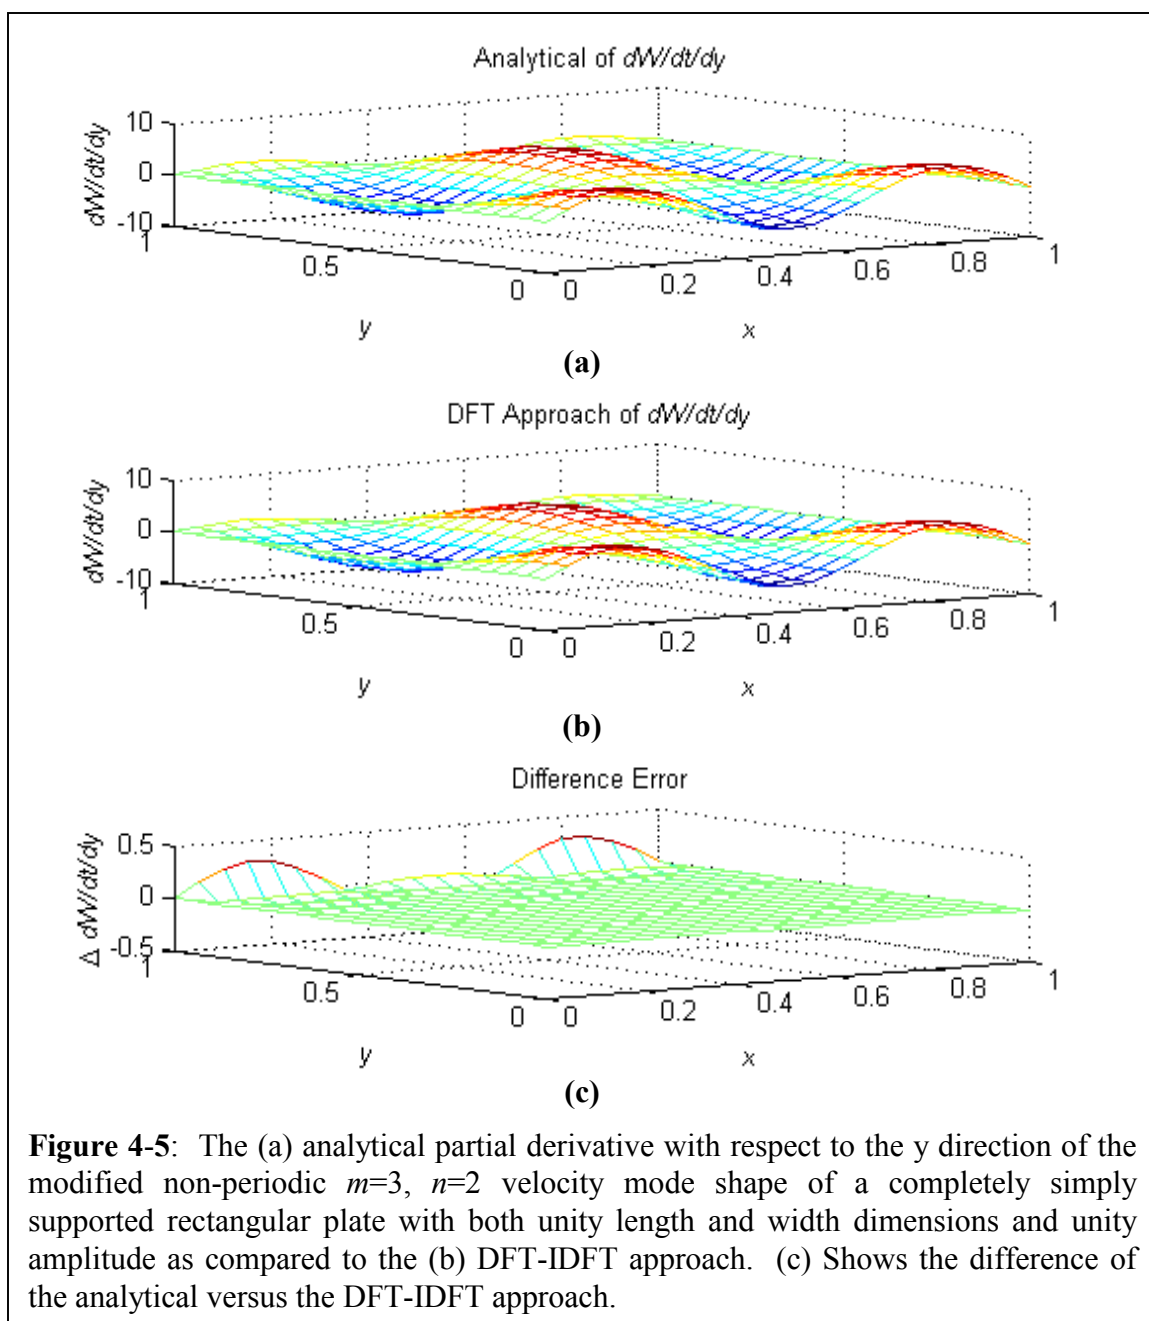 Analytical of dW/dt/dy
10
0
-10
dW/dt/dy
1
0.5
0
0
0.2
0.4
0.6
0.8
1
y
x
(a)
DFT Approach of dW/dt/dy
10
0
-10
dW/dt/dy
1
0.5
0
0
0.2
0.4
0.6
0.8
1
y
x
(b)
Difference Error
0.5
0
-0.5
Δ dW/dt/dy
1
0.5
0
0
0.2
0.4
0.6
0.8
1
y
x
(c)
Figure 4-5: The (a) analytical partial derivative with respect to the y direction of the
modified non-periodic m=3, n=2 velocity mode shape of a completely simply
supported rectangular plate with both unity length and width dimensions and unity
amplitude as compared to the (b) DFT-IDFT approach. (c) Shows the difference of
the analytical versus the DFT-IDFT approach.